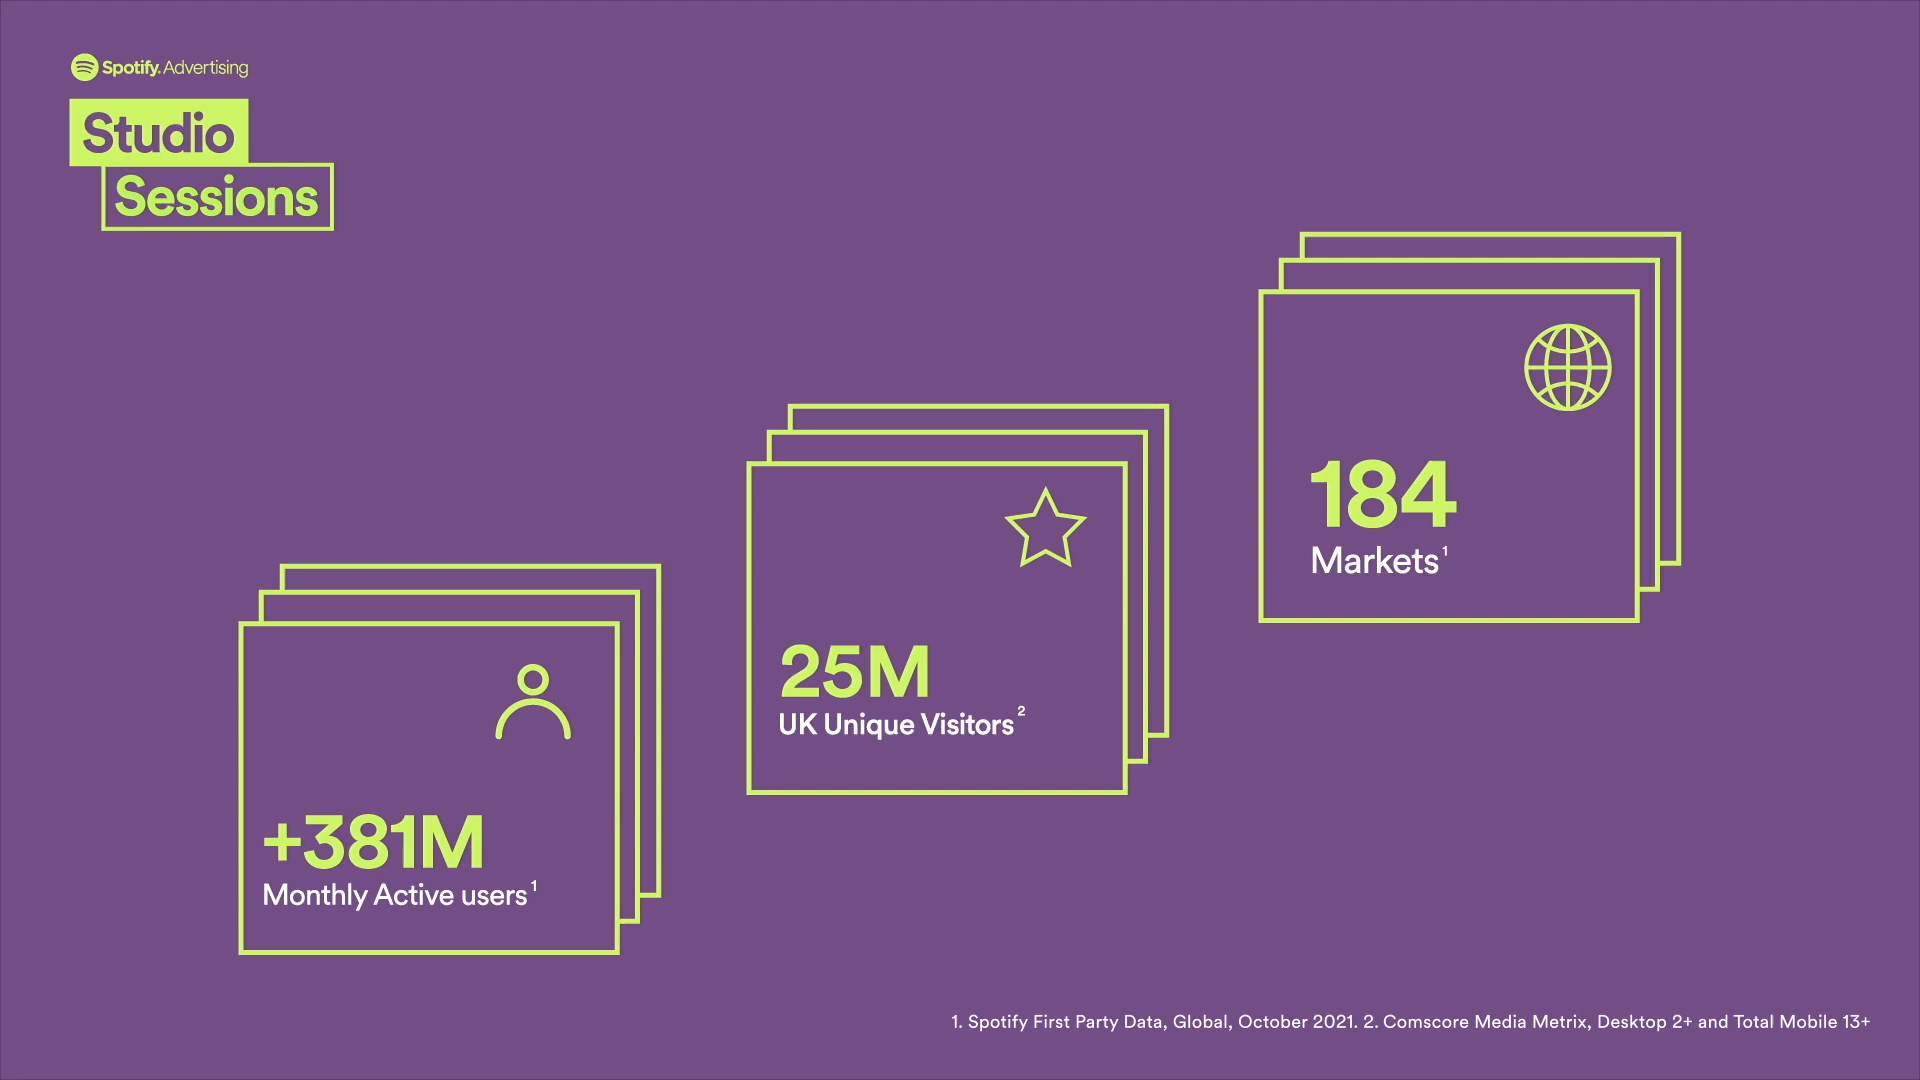 Spotify. Advertising
Studio
Sessions
+381M
Monthly Active users¹
25M
UK Unique Visitors²
184
Markets¹
1. Spotify First Party Data, Global, October 2021. 2. Comscore Media Metrix, Desktop 2+ and Total Mobile 13+